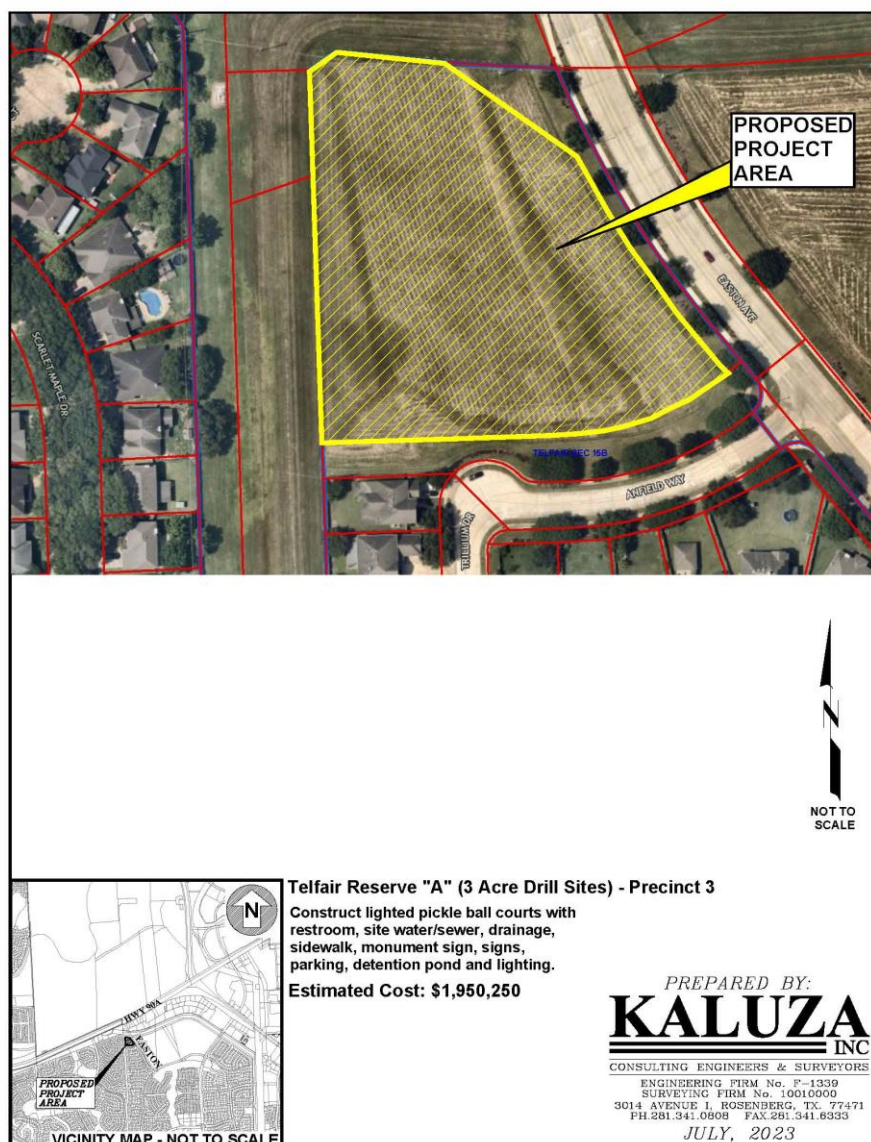 PROPOSED
PROJECT
AREA
EASTON AVE
SCARLET MAPLE DR
TELFAIR SEC 15B
ANFIELD WAY
TRILLIUM DR
N
NOT TO
SCALE
Telfair Reserve "A" (3 Acre Drill Sites) - Precinct 3
Construct lighted pickle ball courts with
restroom, site water/sewer, drainage,
sidewalk, monument sign, signs,
parking, detention pond and lighting.
Estimated Cost: $1,950,250
N
HWY 90A
EASTON
PROPOSED
PROJECT
AREA
VICINITY MAP - NOT TO SCALE
PREPARED BY:
KALUZA
INC
CONSULTING ENGINEERS & SURVEYORS
ENGINEERING FIRM No. F-1339
SURVEYING FIRM No. 10010000
3014 AVENUE I, ROSENBERG, TX. 77471
PH.281.341.0808 FAX.281.341.6333
JULY, 2023